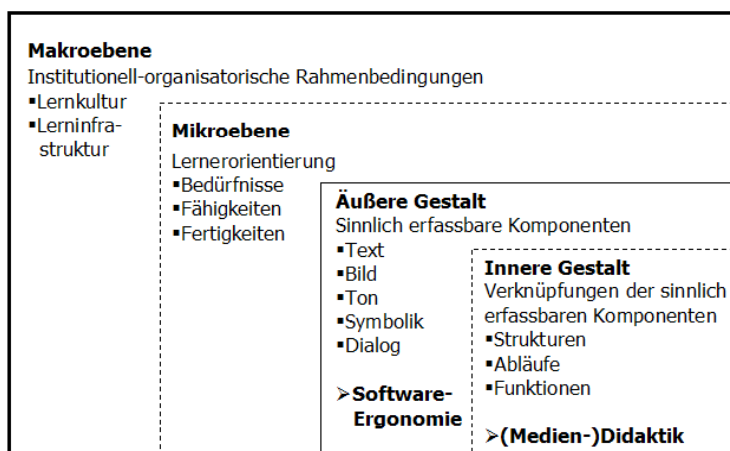 Makroebene
Institutionell-organisatorische Rahmenbedingungen
▪Lernkultur
▪Lerninfra-
struktur
Mikroebene
Lernerorientierung
▪Bedürfnisse
▪Fähigkeiten
▪Fertigkeiten
Äußere Gestalt
Sinnlich erfassbare Komponenten
▪Text
▪Bild
▪Ton
▪Symbolik
▪Dialog
➢Software-
Ergonomie
Innere Gestalt
Verknüpfungen der sinnlich
erfassbaren Komponenten
▪Strukturen
▪Abläufe
▪Funktionen
➢(Medien-)Didaktik